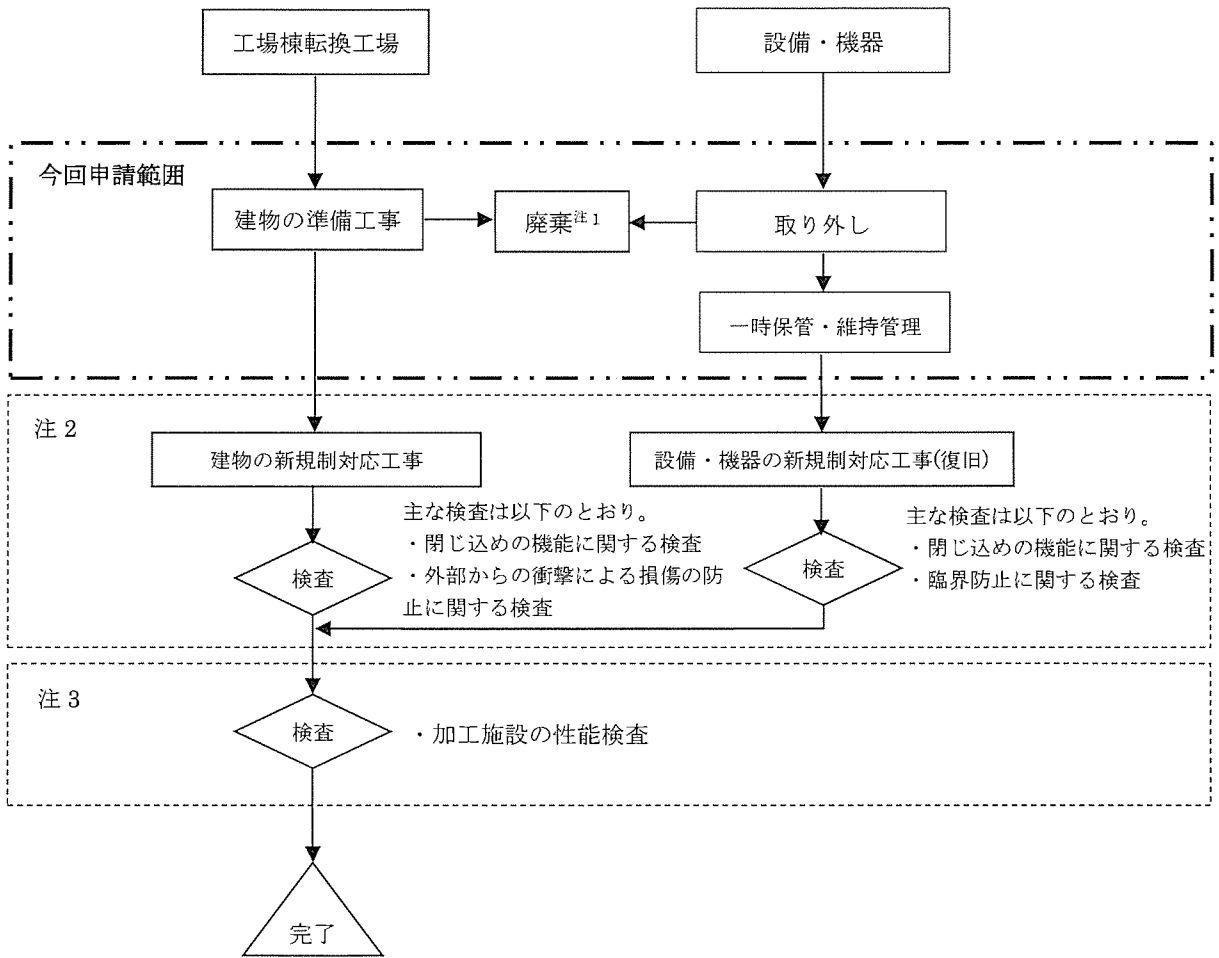 工場棟転換工場
設備・機器
今回申請範囲
建物の準備工事
廃棄注1
取り外し
一時保管・維持管理
注2
建物の新規制対応工事
設備・機器の新規制対応工事(復旧)
検査
主な検査は以下のとおり。
・閉じ込めの機能に関する検査
・外部からの衝撃による損傷の防
止に関する検査
検査
主な検査は以下のとおり。
・閉じ込めの機能に関する検査
・臨界防止に関する検査
注3
検査
・加工施設の性能検査
完了